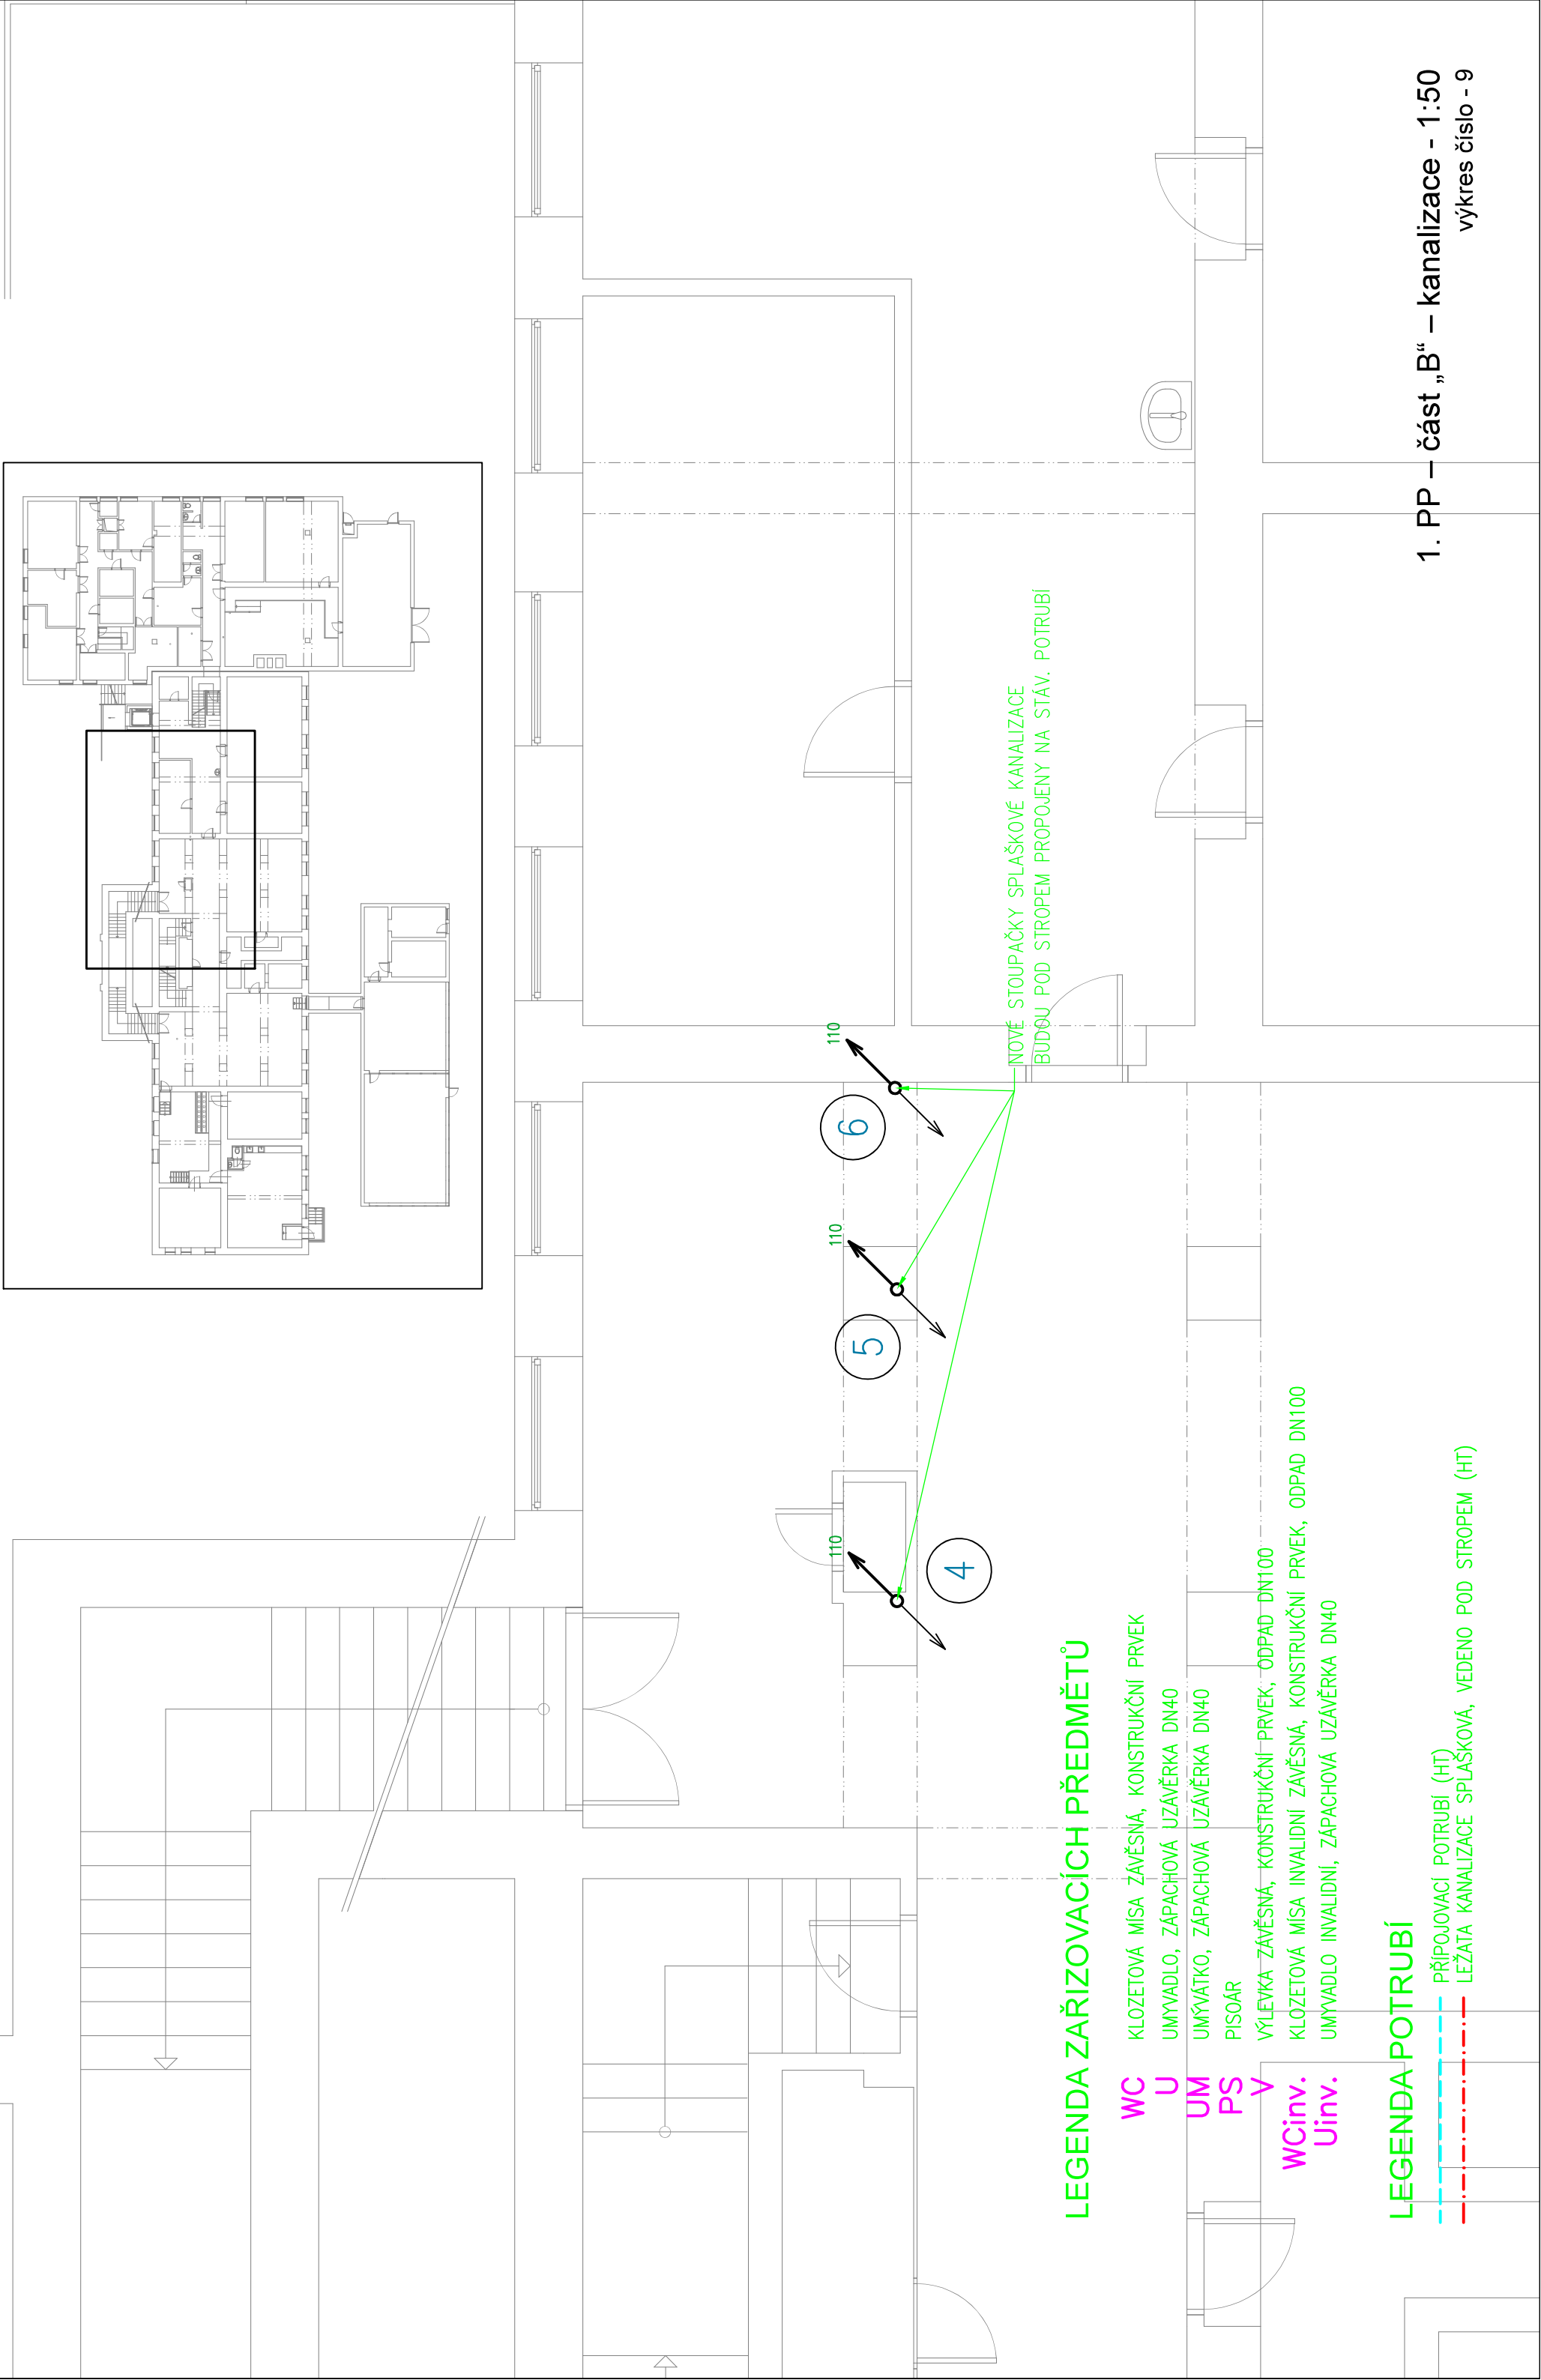 1. PP – část „B“ – kanalizace - 1:50
výkres číslo - 9
NOVÉ STOUPAČKY SPLAŠKOVÉ KANALIZACE
BUDOU POD STROPEM PROPOJENY NA STÁV. POTRUBÍ
110
6
110
5
110
4
LEGENDA ZAŘIZOVACÍCH PŘEDMĚTŮ
WC KLOZETOVÁ MÍSA ZÁVĚSNÁ, KONSTRUKČNÍ PRVEK
U UMYVADLO, ZÁPACHOVÁ UZÁVĚRKA DN40
UM UMÝVÁTKO, ZÁPACHOVÁ UZÁVĚRKA DN40
PS PISOÁR
V VÝLEVKA ZÁVĚSNÁ, KONSTRUKČNÍ PRVEK, ODPAD DN100
WCinv. KLOZETOVÁ MÍSA INVALIDNÍ ZÁVĚSNÁ, KONSTRUKČNÍ PRVEK, ODPAD DN100
Uinv. UMYVADLO INVALIDNÍ, ZÁPACHOVÁ UZÁVĚRKA DN40
LEGENDA POTRUBÍ
PŘÍPOJOVACÍ POTRUBÍ (HT)
LEŽATA KANALIZACE SPLAŠKOVÁ, VEDENO POD STROPEM (HT)